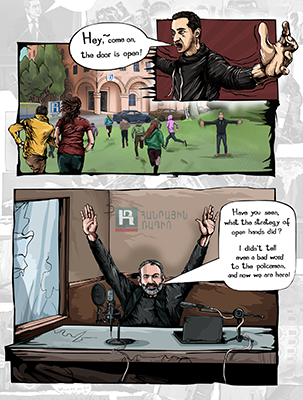 Hey,~ come on,
the door is open!
ՀԱՆՐԱՅԻՆ
ՌԱԴԻՈ
Have you seen,
what the strategy of
open hands did?
I didn't tell
even a bad word
to the policemen,
and now we are here!